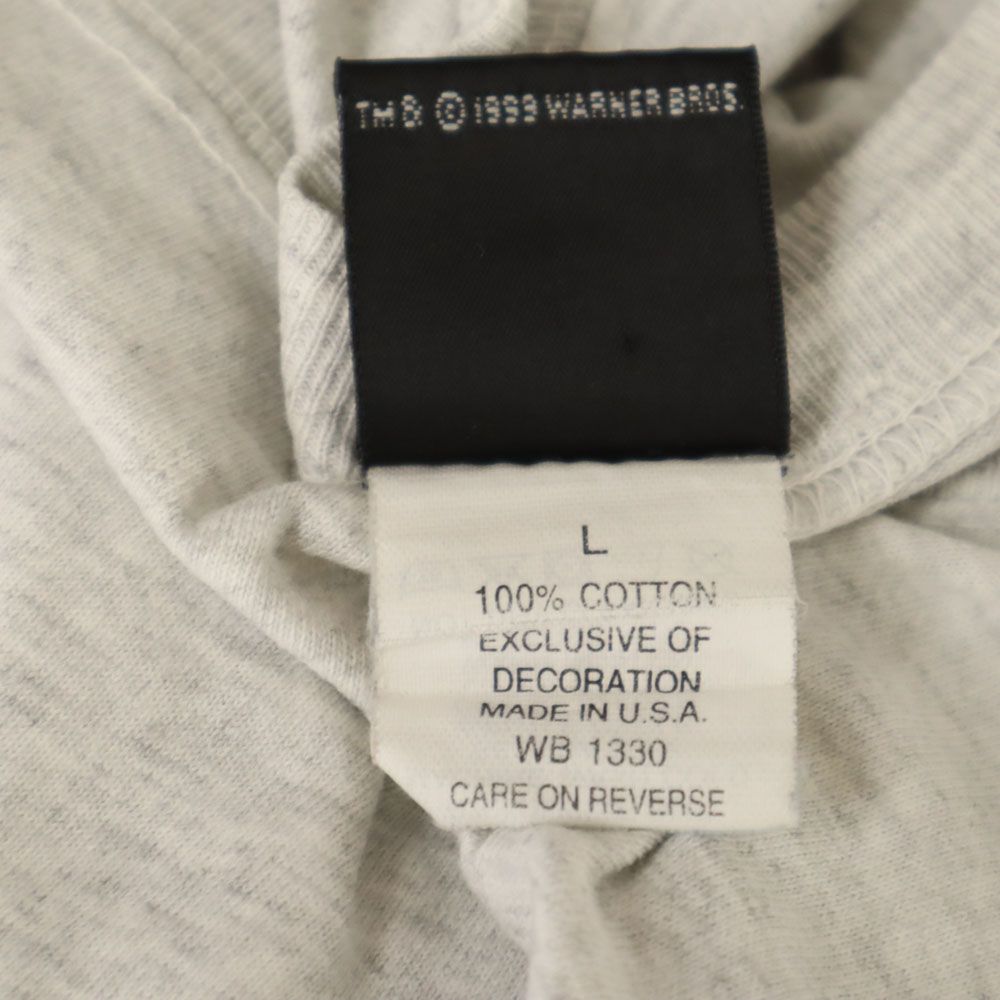 TM & © 1993 WARNER BROS.
L
100% COTTON
EXCLUSIVE OF
DECORATION
MADE IN U.S.A.
WB 1330
CARE ON REVERSE